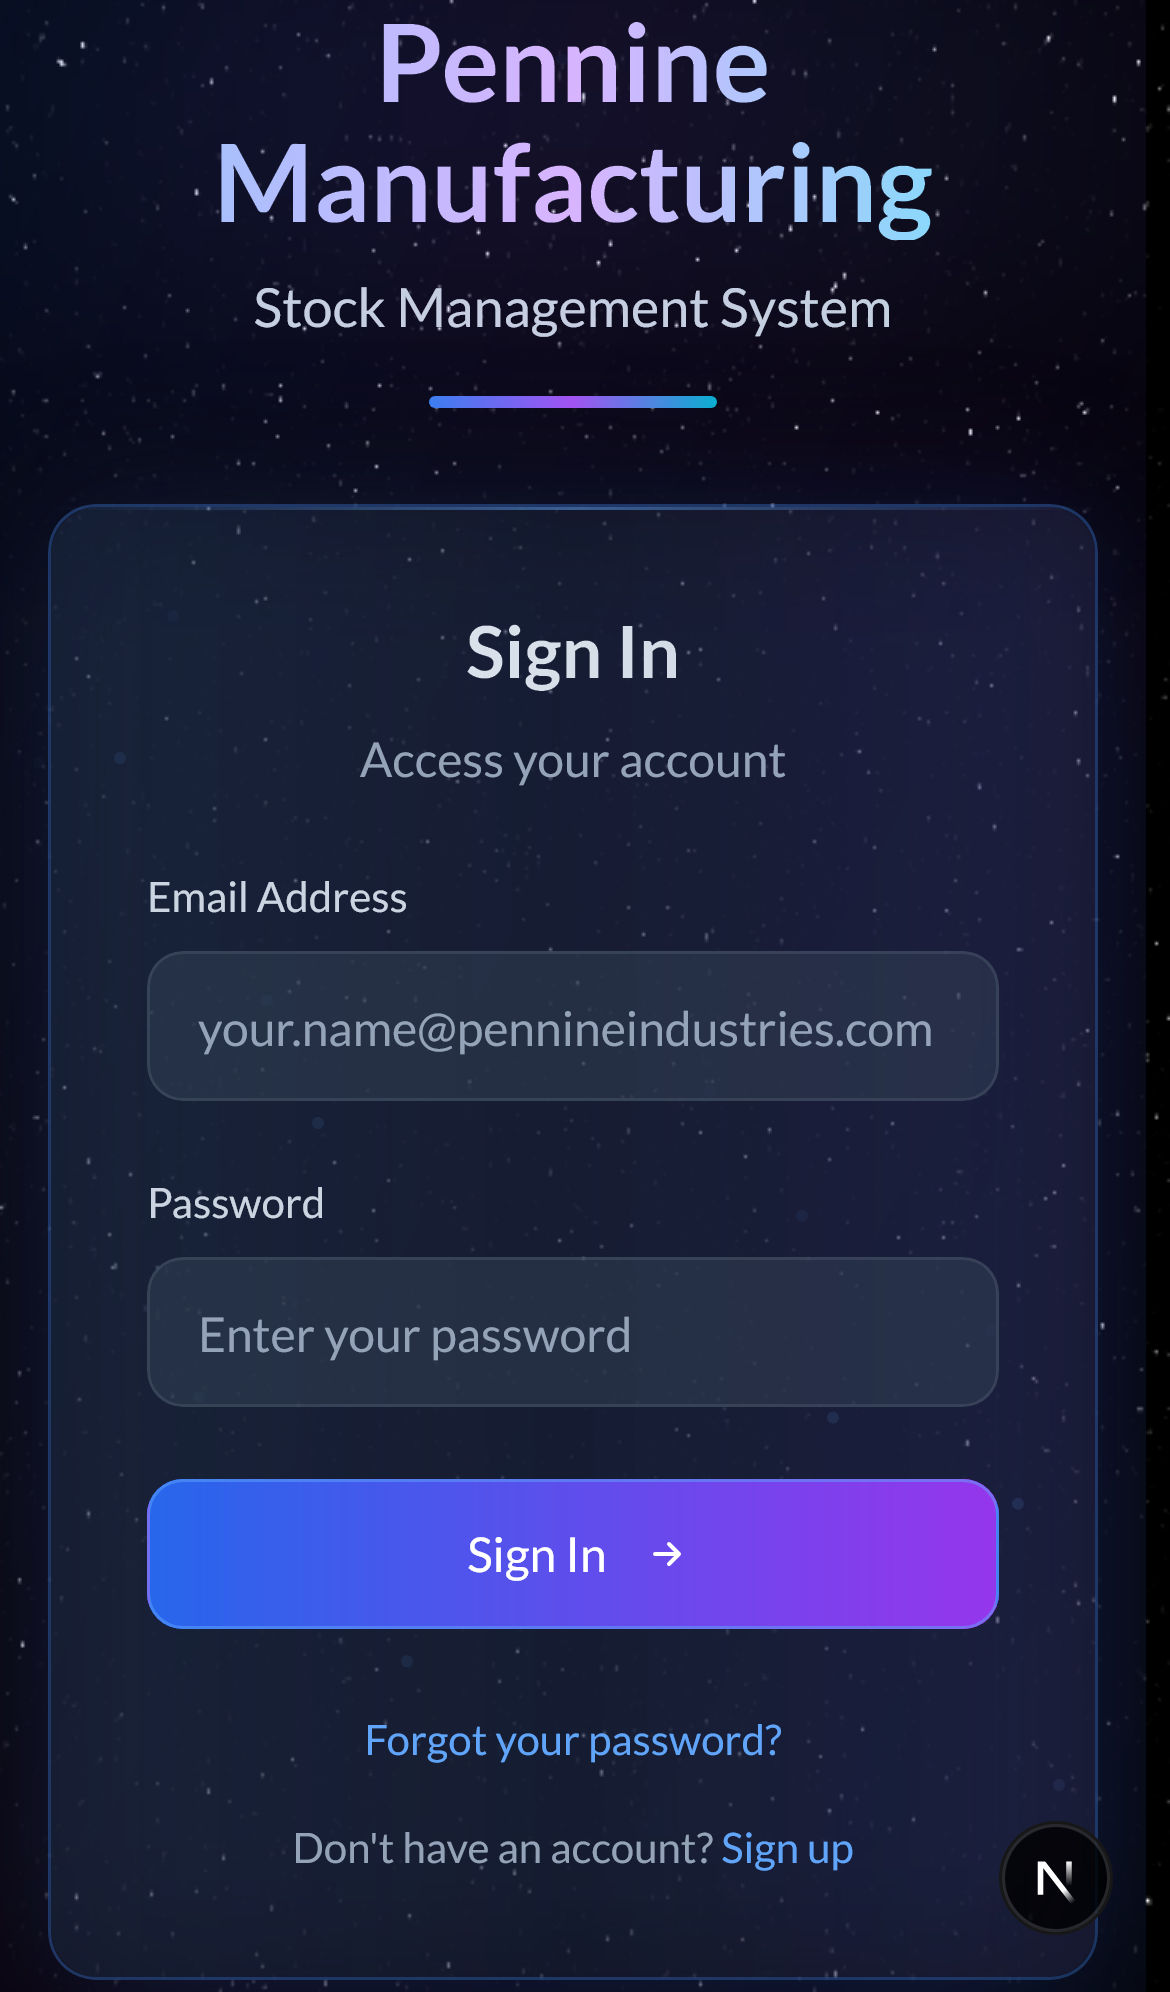 Pennine
Manufacturing
Stock Management System
Sign In
Access your account
Email Address
your.name@pennineindustries.com
Password
Enter your password
Sign In →
Forgot your password?
Don't have an account? Sign up
N